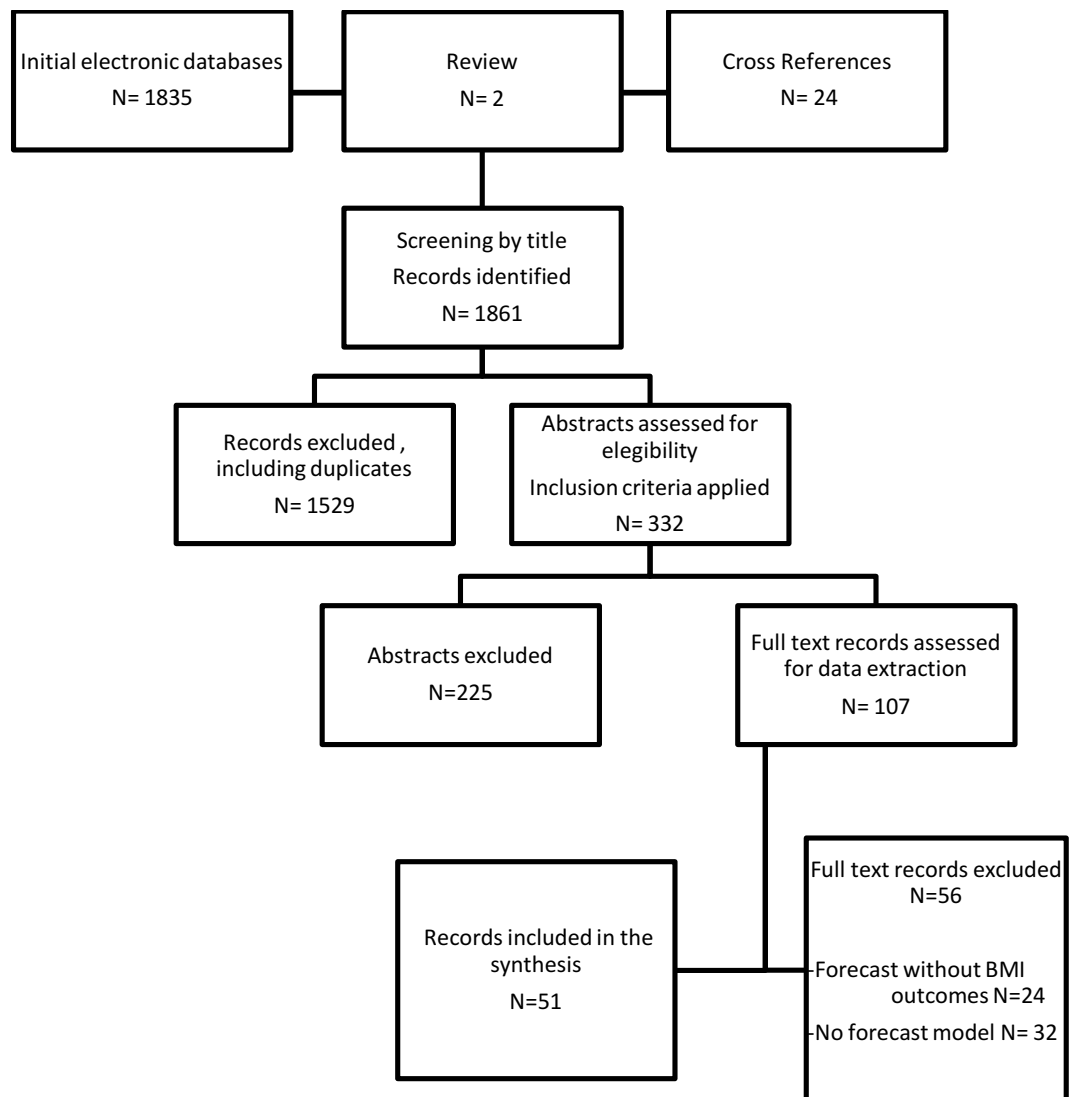 Initial electronic databases
N= 1835
Review
N= 2
Cross References
N= 24
Screening by title
Records identified
N= 1861
Records excluded ,
including duplicates
N= 1529
Abstracts assessed for
elegibility
Inclusion criteria applied
N= 332
Abstracts excluded
N=225
Full text records assessed
for data extraction
N= 107
Records included in the
synthesis
N=51
Full text records excluded
N=56
-Forecast without BMI
outcomes N=24
-No forecast model N= 32